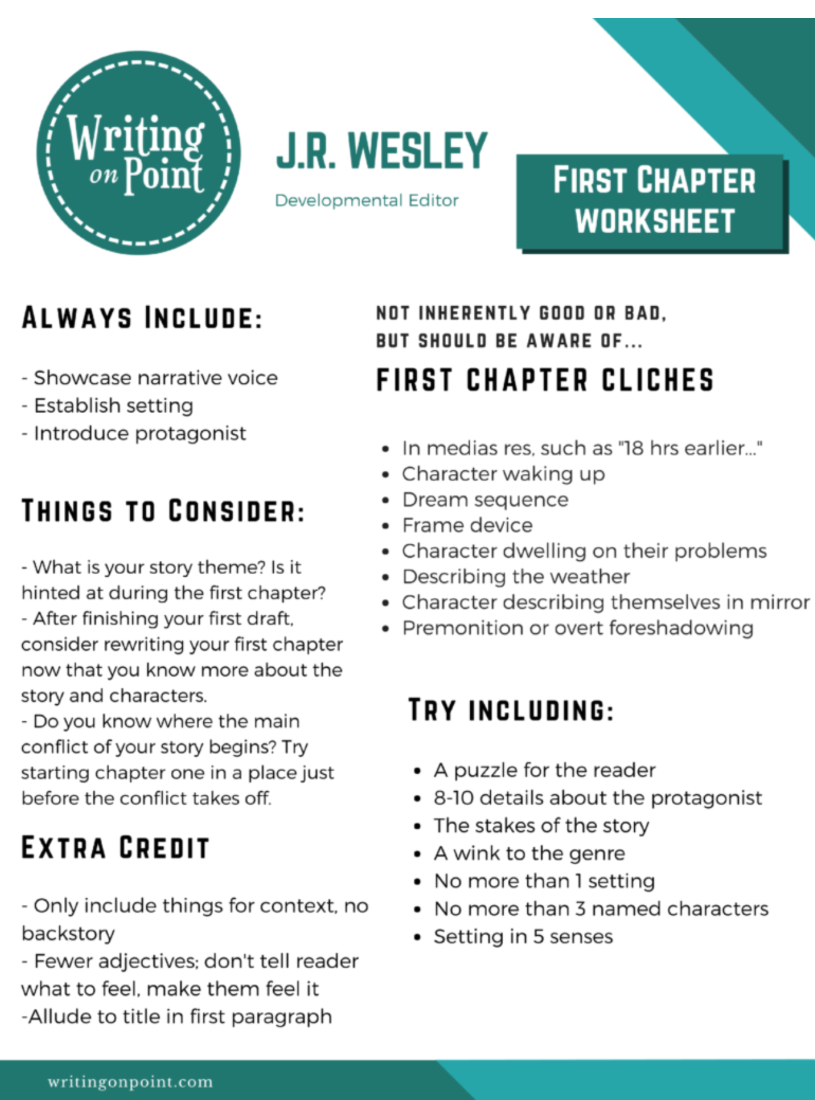 Writing
on Point
J.R. WESLEY
Developmental Editor
FIRST CHAPTER
WORKSHEET
ALWAYS INCLUDE:
- Showcase narrative voice
- Establish setting
- Introduce protagonist
THINGS TO CONSIDER:
- What is your story theme? Is it
hinted at during the first chapter?
- After finishing your first draft,
consider rewriting your first chapter
now that you know more about the
story and characters.
- Do you know where the main
conflict of your story begins? Try
starting chapter one in a place just
before the conflict takes off.
EXTRA CREDIT
- Only include things for context, no
backstory
- Fewer adjectives; don't tell reader
what to feel, make them feel it
-Allude to title in first paragraph
NOT INHERENTLY GOOD OR BAD,
BUT SHOULD BE AWARE OF...
FIRST CHAPTER CLICHES
• In medias res, such as "18 hrs earlier..."
• Character waking up
• Dream sequence
• Frame device
• Character dwelling on their problems
• Describing the weather
• Character describing themselves in mirror
• Premonition or overt foreshadowing
TRY INCLUDING:
• A puzzle for the reader
• 8-10 details about the protagonist
• The stakes of the story
• A wink to the genre
• No more than 1 setting
• No more than 3 named characters
• Setting in 5 senses
writingonpoint.com